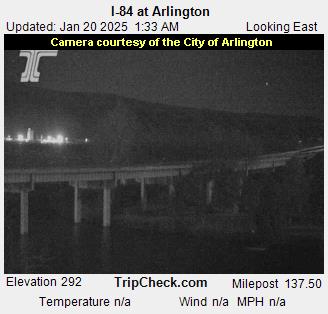 I-84 at Arlington
Updated: Jan 20 2025 1:33 AM Looking East
Camera courtesy of the City of Arlington
Elevation 292 TripCheck.com Milepost 137.50
Temperature n/a Wind n/a MPH n/a